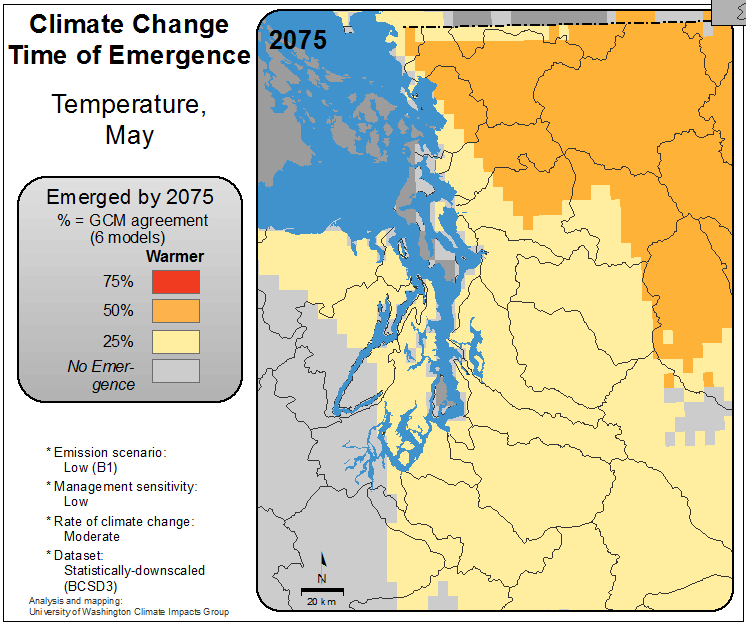 Climate Change
Time of Emergence
Temperature,
May
Emerged by 2075
% = GCM agreement
(6 models)
Warmer
75%
50%
25%
No Emer-
gence
* Emission scenario:
Low (B1)
* Management sensitivity:
Low
* Rate of climate change:
Moderate
* Dataset:
Statistically-downscaled
(BCSD3)
Analysis and mapping:
University of Washington Climate Impacts Group
2075
N
20 km